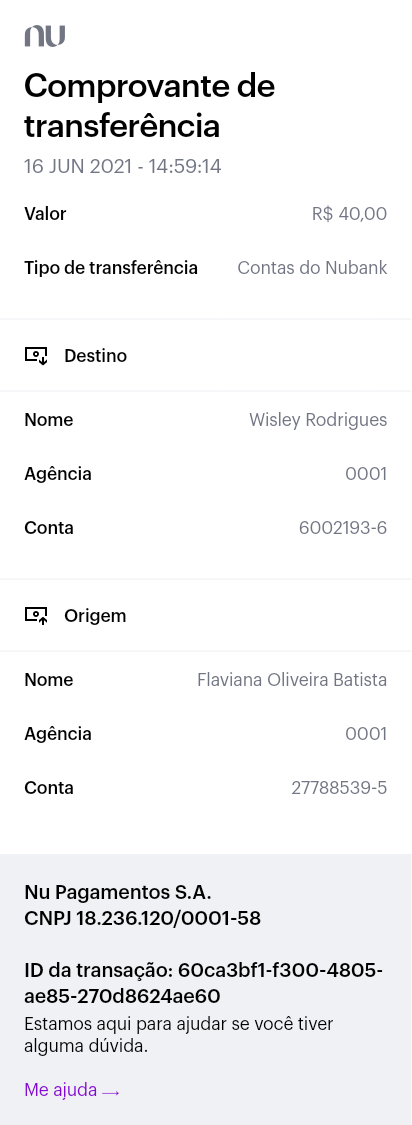 nu
Comprovante de
transferência
16 JUN 2021 - 14:59:14
Valor R$ 40,00
Tipo de transferência Contas do Nubank
Destino
Nome Wisley Rodrigues
Agência 0001
Conta 6002193-6
Origem
Nome Flaviana Oliveira Batista
Agência 0001
Conta 27788539-5
Nu Pagamentos S.A.
CNPJ 18.236.120/0001-58
ID da transação: 60ca3bf1-f300-4805-
ae85-270d8624ae60
Estamos aqui para ajudar se você tiver
alguma dúvida.
Me ajuda →